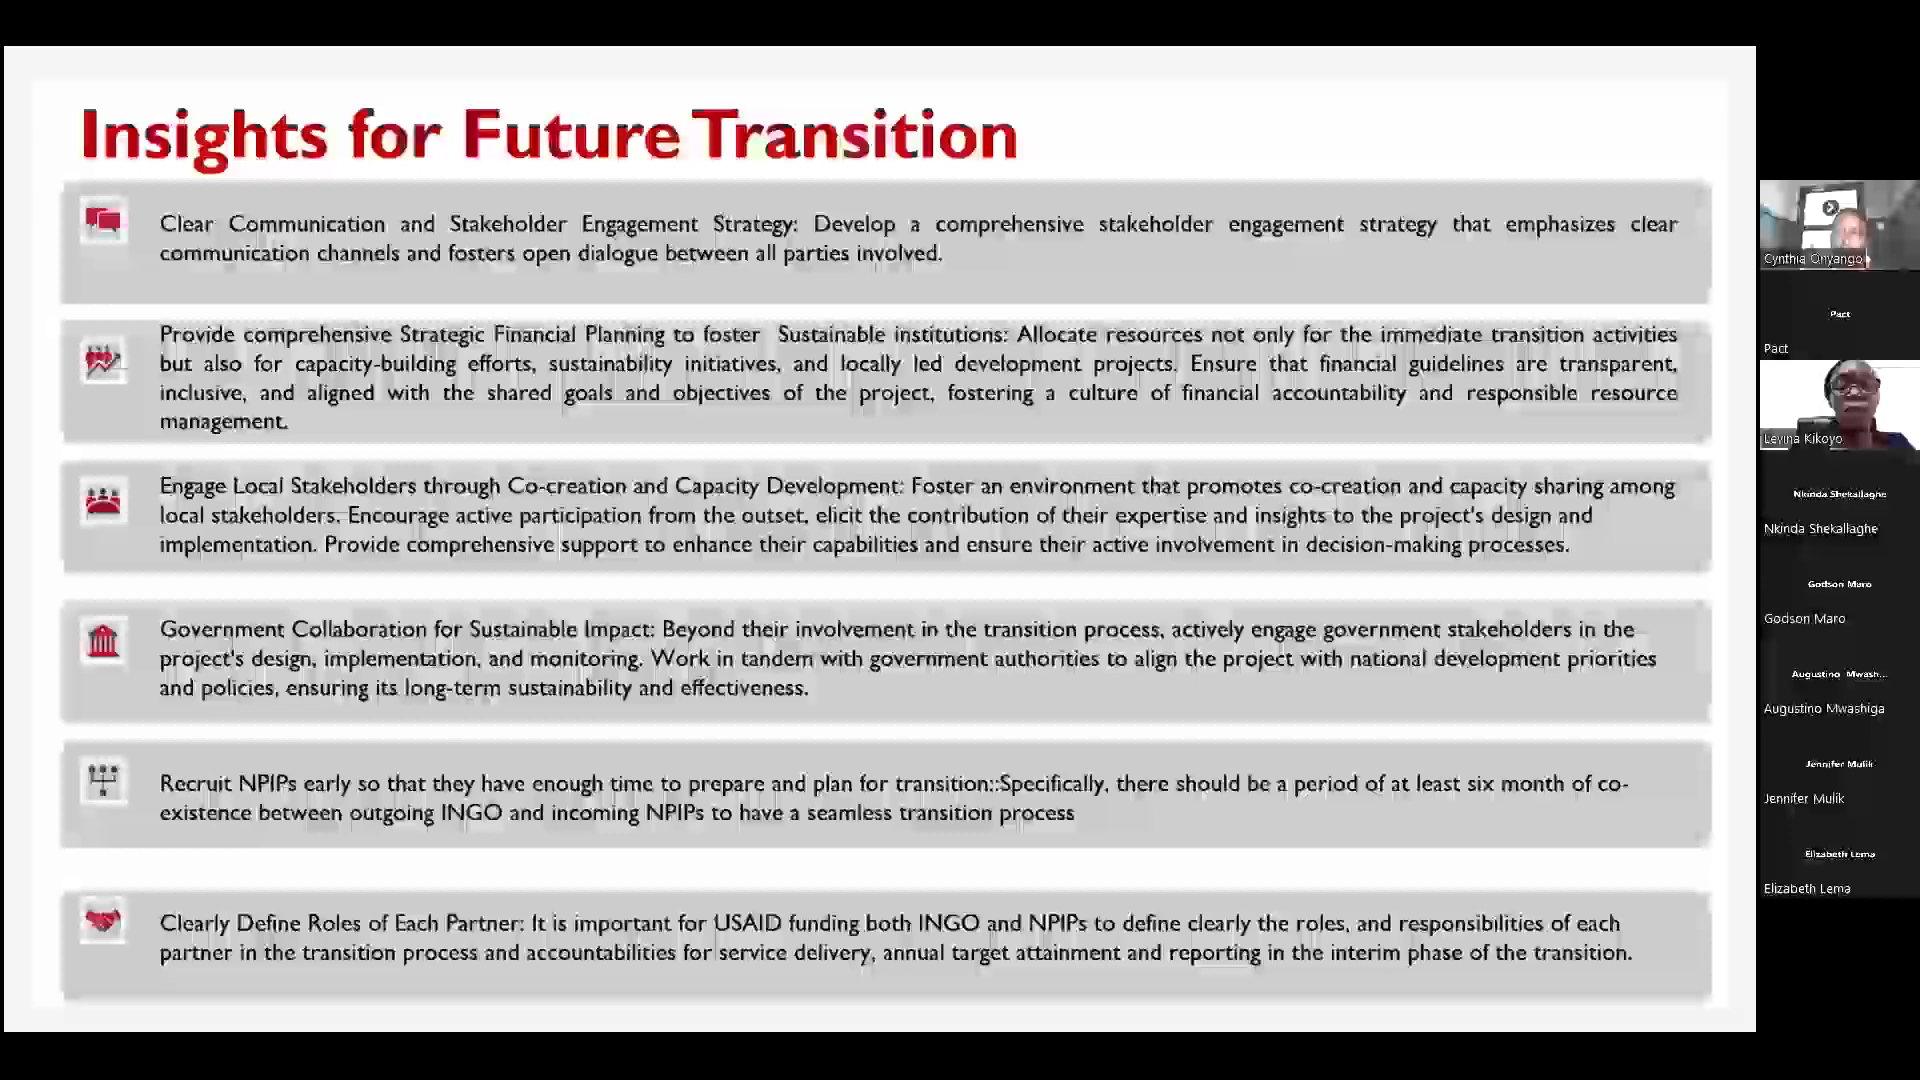 Insights for Future Transition
Clear Communication and Stakeholder Engagement Strategy: Develop a comprehensive stakeholder engagement strategy that emphasizes clear
communication channels and fosters open dialogue between all parties involved.
Provide comprehensive Strategic Financial Planning to foster Sustainable institutions: Allocate resources not only for the immediate transition activities
but also for capacity-building efforts, sustainability initiatives, and locally led development projects. Ensure that financial guidelines are transparent,
inclusive, and aligned with the shared goals and objectives of the project, fostering a culture of financial accountability and responsible resource
management.
Engage Local Stakeholders through Co-creation and Capacity Development: Foster an environment that promotes co-creation and capacity sharing among
local stakeholders. Encourage active participation from the outset, elicit the contribution of their expertise and insights to the project's design and
implementation. Provide comprehensive support to enhance their capabilities and ensure their active involvement in decision-making processes.
Government Collaboration for Sustainable Impact: Beyond their involvement in the transition process, actively engage government stakeholders in the
project's design, implementation, and monitoring. Work in tandem with government authorities to align the project with national development priorities
and policies, ensuring its long-term sustainability and effectiveness.
Recruit NPIPs early so that they have enough time to prepare and plan for transition::Specifically, there should be a period of at least six month of co-
existence between outgoing INGO and incoming NPIPs to have a seamless transition process
Clearly Define Roles of Each Partner: It is important for USAID funding both INGO and NPIPs to define clearly the roles, and responsibilities of each
partner in the transition process and accountabilities for service delivery, annual target attainment and reporting in the interim phase of the transition.
Cynthia Onyango
Pact
Pact
Levina Kikoyo
Nkinda Shekallaghe
Nkinda Shekallaghe
Godson Maro
Godson Maro
Augustino Mwash...
Augustino Mwashiga
Jennifer Mulik
Jennifer Mulik
Elizabeth Lema
Elizabeth Lema